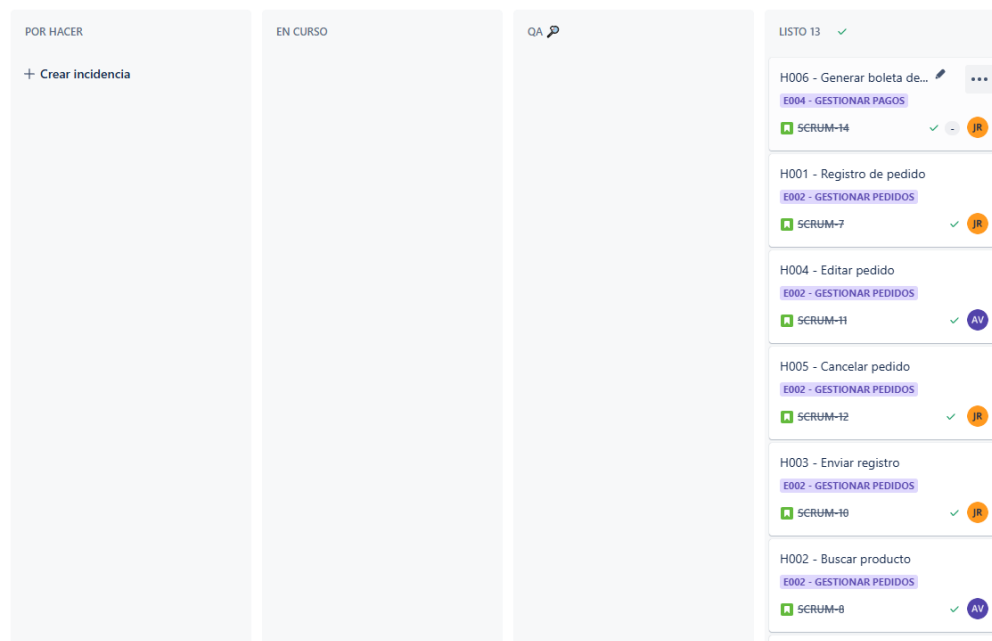 POR HACER
+ Crear incidencia
EN CURSO
QA 🔎
LISTO 13
H006 - Generar boleta de...
E004 - GESTIONAR PAGOS
SCRUM-14
-
JR
H001 - Registro de pedido
E002 - GESTIONAR PEDIDOS
SCRUM-7
JR
H004 - Editar pedido
E002 - GESTIONAR PEDIDOS
SCRUM-11
AV
H005 - Cancelar pedido
E002 - GESTIONAR PEDIDOS
SCRUM-12
JR
H003 - Enviar registro
E002 - GESTIONAR PEDIDOS
SCRUM-10
JR
H002 - Buscar producto
E002 - GESTIONAR PEDIDOS
SCRUM-8
AV